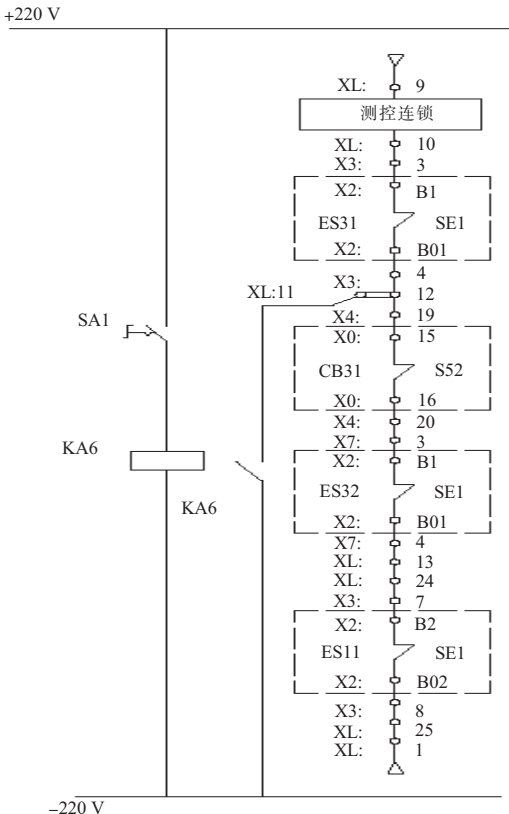 +220 V
XL: 9
测控连锁
XL: 10
X3: 3
X2: B1
ES31 SE1
X2: B01
4
X3:
XL:11 12
X4: 19
SA1 X0: 15
CB31 S52
X0: 16
X4: 20
KA6 X7: 3
X2: B1
KA6 ES32 SE1
X2: B01
X7: 4
XL: 13
XL: 24
X3: 7
X2: B2
ES11 SE1
X2: B02
X3: 8
XL: 25
XL: 1
−220 V